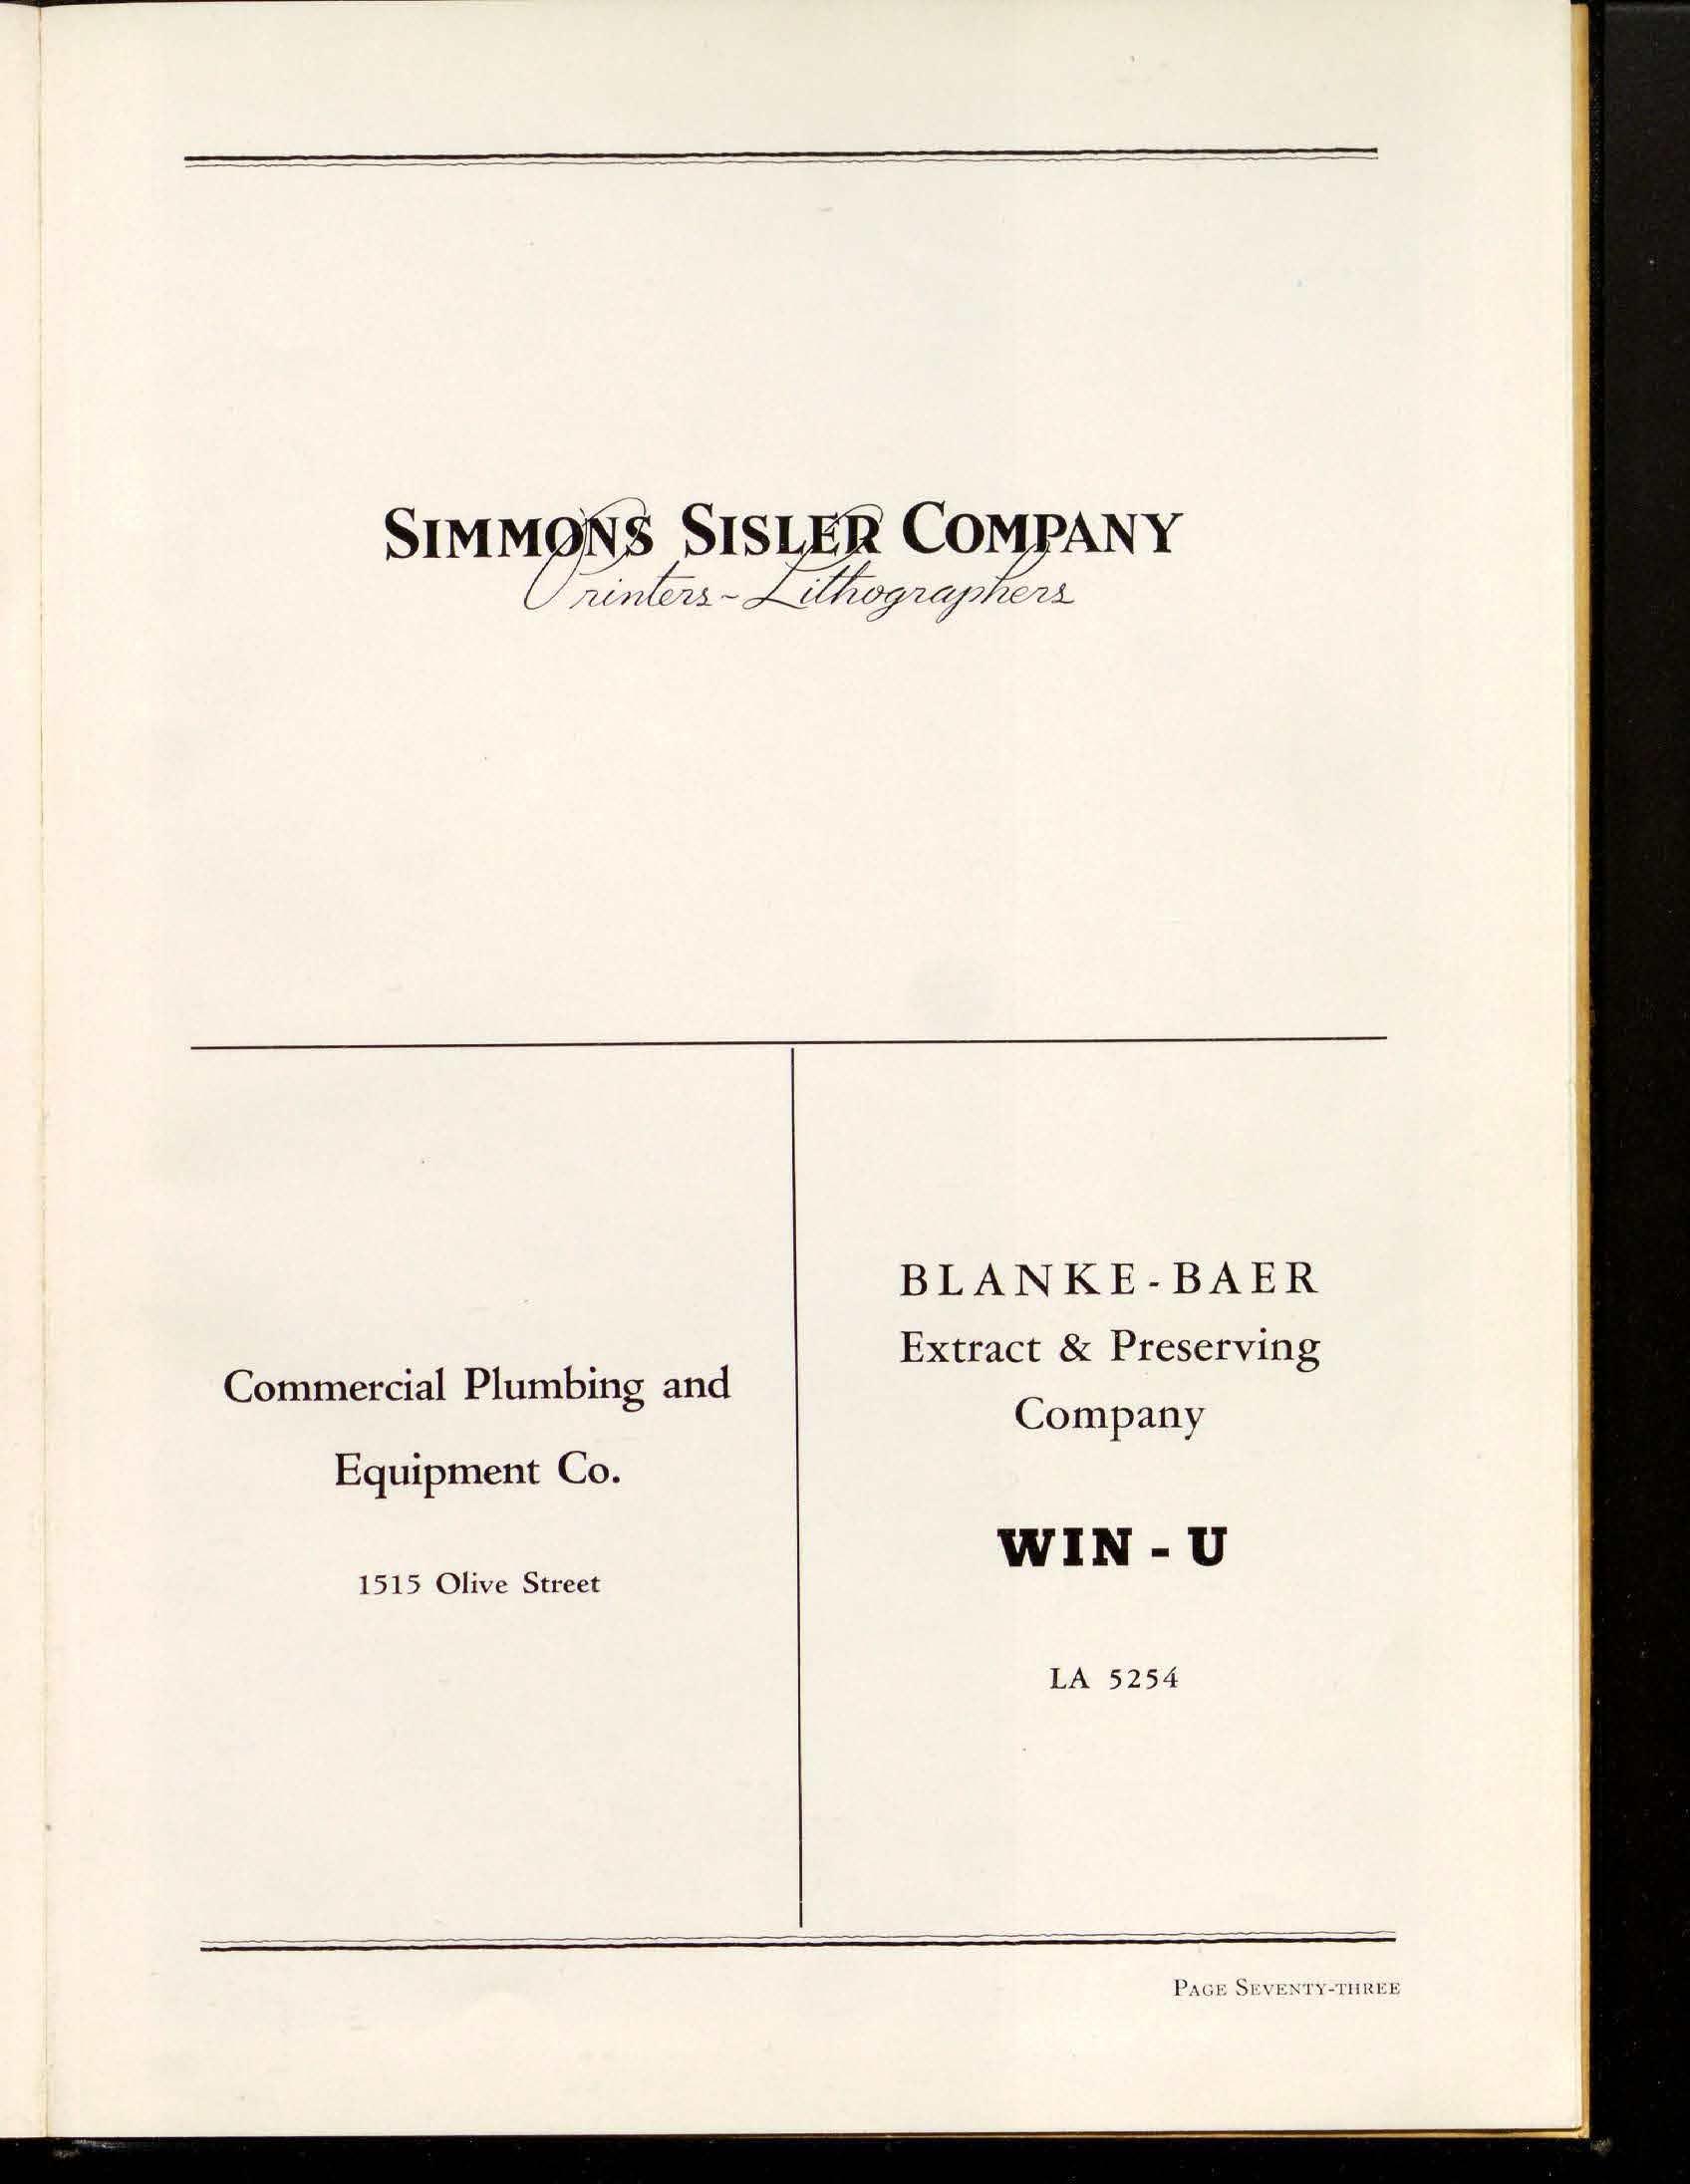 SIMMONS SISLER COMPANY
Printers ~ Lithographers
Commercial Plumbing and
Equipment Co.
1515 Olive Street
BLANKE-BAER
Extract & Preserving
Company
WIN - U
LA 5254
PAGE SEVENTY-THREE